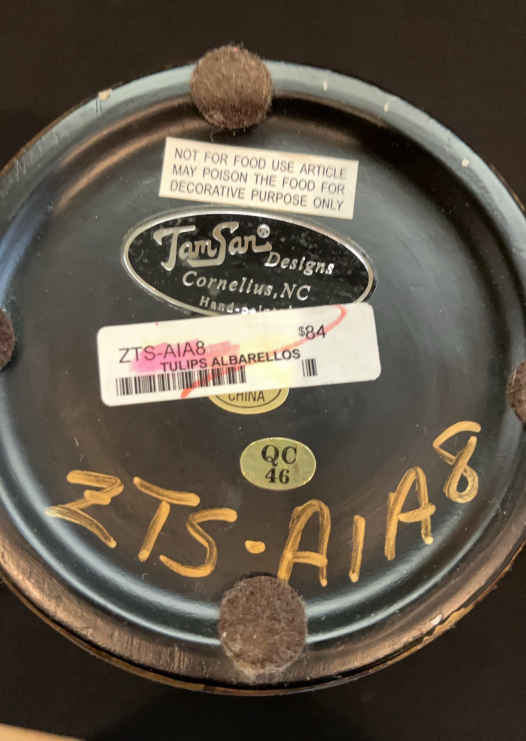 NOT FOR FOOD USE ARTICLE
MAY POISON THE FOOD FOR
DECORATIVE PURPOSE ONLY
TamSan®
Designs
Cornelius, NC
$84
ZTS-AIA8
TULIPS ALBARELLOS
CHINA
QC
46
ZTS-AIA8